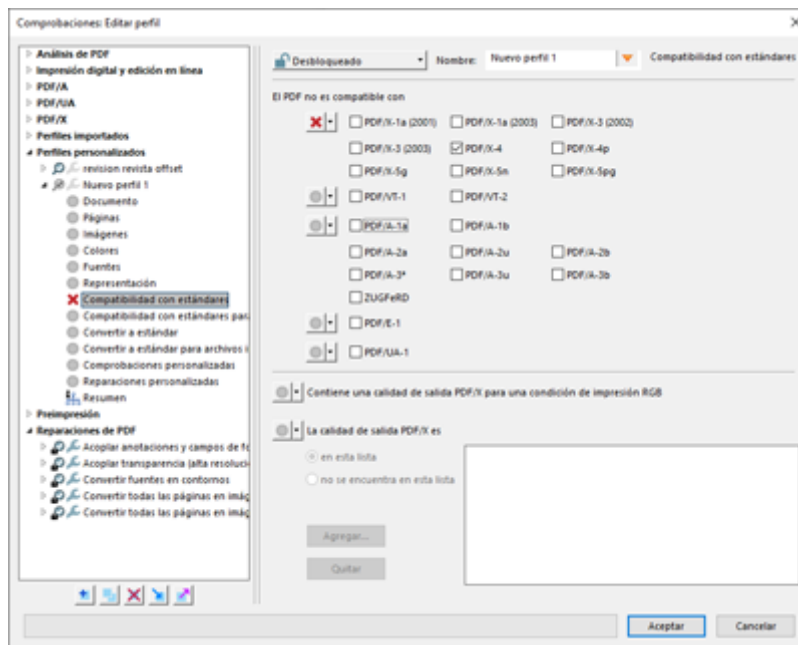 Comprobaciones: Editar perfil
Análisis de PDF
Impresión digital y edición en línea
PDF/A
PDF/UA
PDF/X
Perfiles importados
Perfiles personalizados
revision revista offset
Nuevo perfil 1
Documento
Páginas
Imágenes
Colores
Fuentes
Representación
Compatibilidad con estándares
Compatibilidad con estándares par
Convertir a estándar
Convertir a estándar para archivos i
Comprobaciones personalizadas
Reparaciones personalizadas
Resumen
Preimpresión
Reparaciones de PDF
Acoplar anotaciones y campos de fo
Acoplar transparencia (alta resoluci
Convertir fuentes en contornos
Convertir todas las páginas en imág
Convertir todas las páginas en imág
Desbloqueado Nombre: Nuevo perfil 1 Compatibilidad con estándares
El PDF no es compatible con
PDF/X-1a (2001) PDF/X-1a (2003) PDF/X-3 (2002)
PDF/X-3 (2003) PDF/X-4 PDF/X-4p
PDF/X-5g PDF/X-5n PDF/X-5pg
PDF/VT-1 PDF/VT-2
PDF/A-1a PDF/A-1b
PDF/A-2a PDF/A-2u PDF/A-2b
PDF/A-3* PDF/A-3u PDF/A-3b
ZUGFeRD
PDF/E-1
PDF/UA-1
Contiene una calidad de salida PDF/X para una condición de impresión RGB
La calidad de salida PDF/X es
en esta lista
no se encuentra en esta lista
Agregar...
Quitar
Aceptar Cancelar